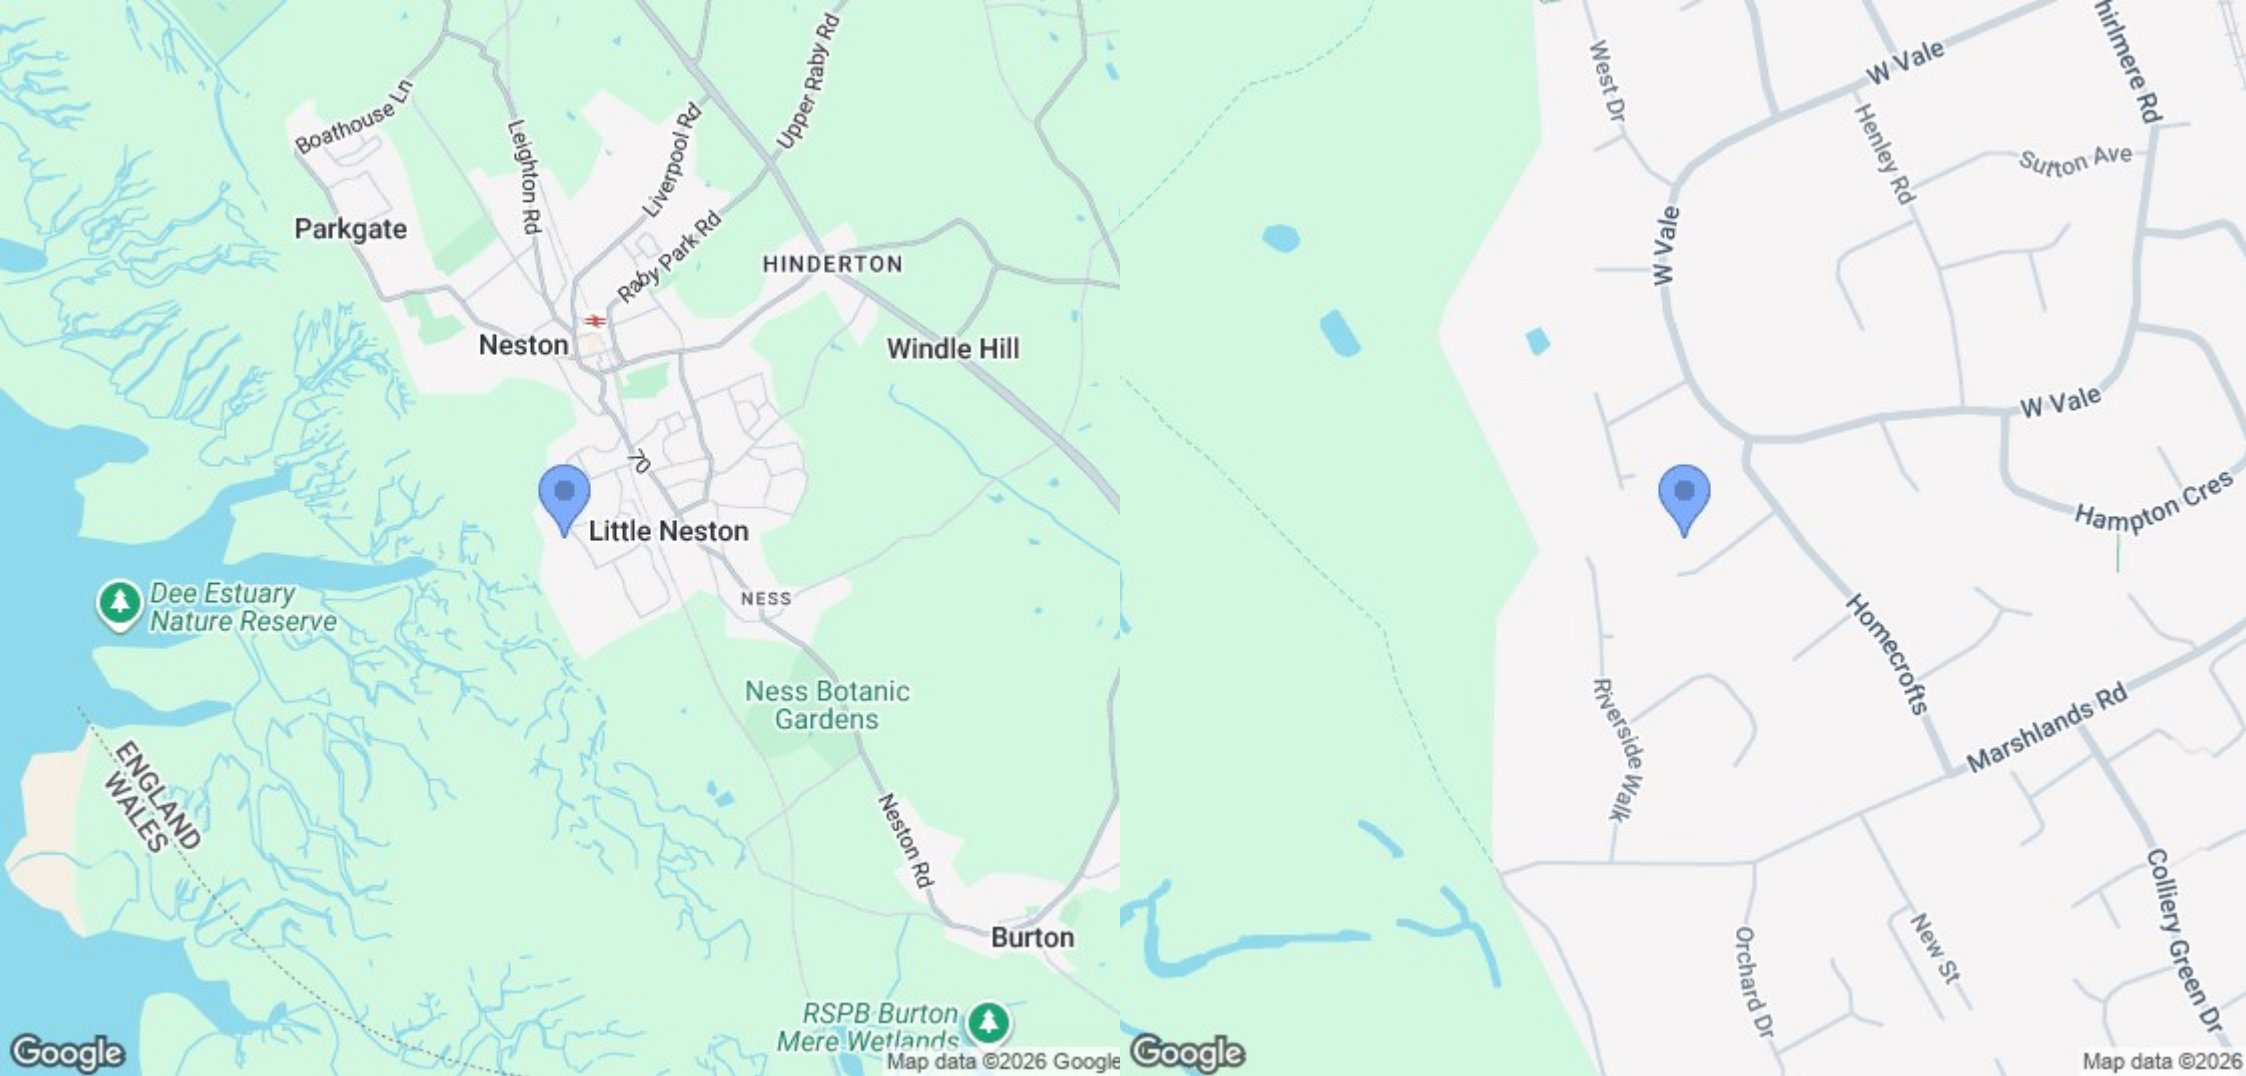 Boathouse Ln
Leighton Rd
Liverpool Rd
Upper Raby Rd
Parkgate
Raby Park Rd
HINDERTON
Neston
Windle Hill
70
Little Neston
Dee Estuary
Nature Reserve
NESS
Ness Botanic
Gardens
ENGLAND
WALES
Neston Rd
Burton
RSPB Burton
Mere Wetlands
Google
Map data ©2026 Google
West Dr
W Vale
hirlmere Rd
Henley Rd
Sutton Ave
W Vale
W Vale
Hampton Cres
Homecrofts
Riverside Walk
Marshlands Rd
Colliery Green Dr
New St
Orchard Dr
Google
Map data ©2026